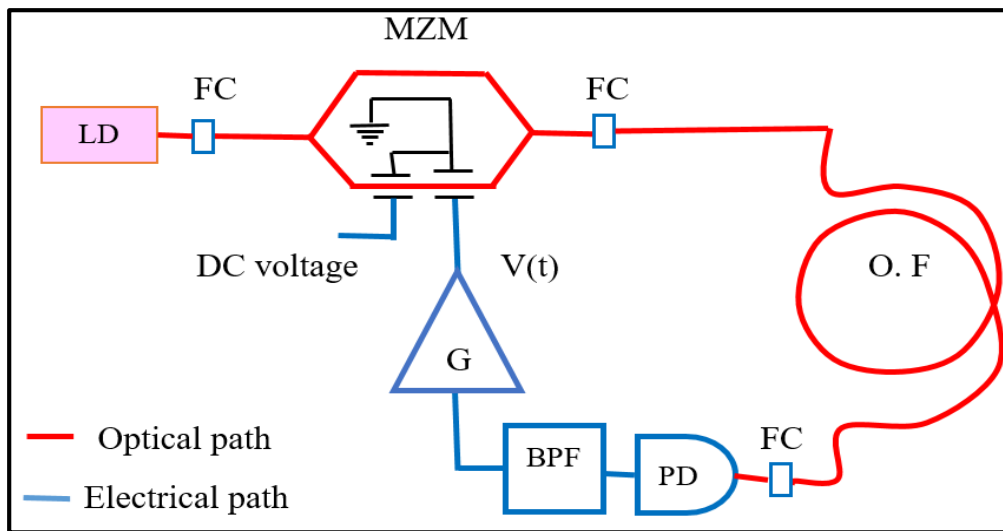 MZM
FC
FC
LD
DC voltage
V(t)
O. F
G
FC
BPF
PD
Optical path
Electrical path